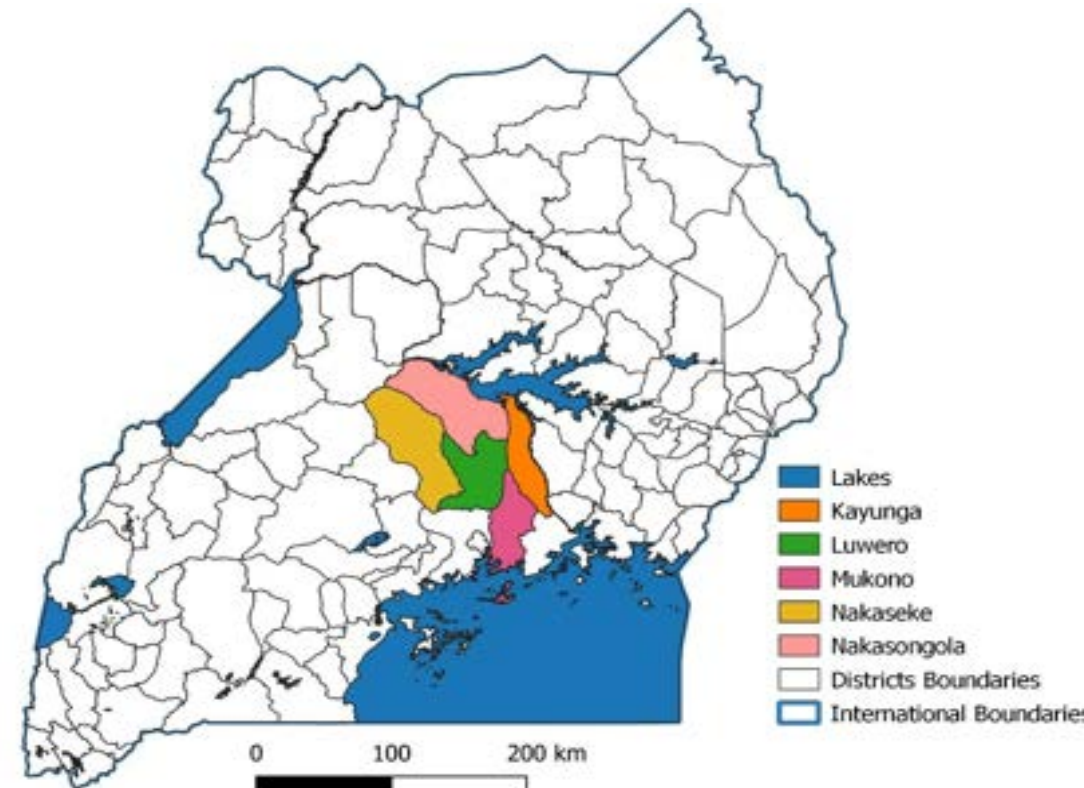 Lakes
Kayunga
Luwero
Mukono
Nakaseke
Nakasongola
Districts Boundaries
International Boundaries
0 100 200 km